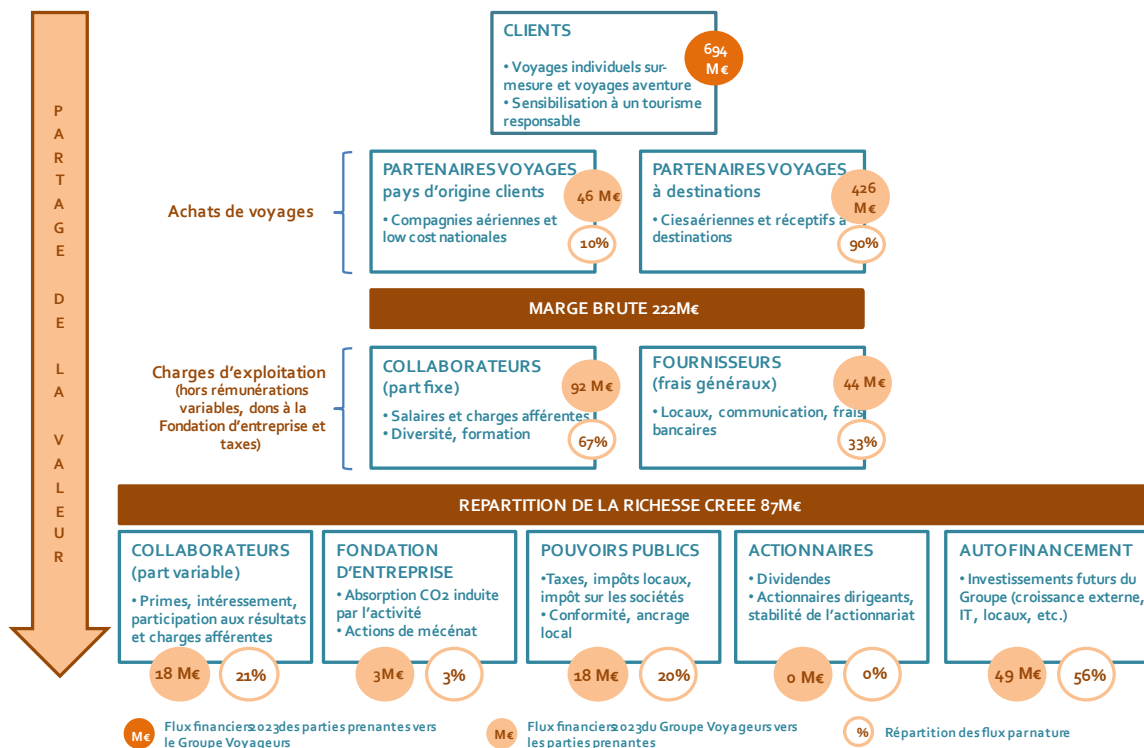 PARTAGE DE LA VALEUR
CLIENTS
694
M€
• Voyages individuels sur-
mesure et voyages aventure
• Sensibilisation à un tourisme
responsable
Achats de voyages
PARTENAIRES VOYAGES
pays d'origine clients
46 M€
• Compagnies aériennes et
low cost nationales
10%
PARTENAIRES VOYAGES
à destinations
426
M€
• Ciesaériennes et réceptifs à
destinations
90%
MARGE BRUTE 222M€
Charges d'exploitation
(hors rémunérations
variables, dons à la
Fondation d'entreprise et
taxes)
COLLABORATEURS
(part fixe)
92 M€
• Salaires et charges afférentes
• Diversité, formation
67%
FOURNISSEURS
(frais généraux)
44 M€
• Locaux, communication, frais
bancaires
33%
REPARTITION DE LA RICHESSE CREEE 87M€
COLLABORATEURS
(part variable)
• Primes, intéressement,
participation aux résultats
et charges afférentes
18 M€
21%
FONDATION
D'ENTREPRISE
• Absorption CO2 induite
par l'activité
• Actions de mécénat
3M€
3%
POUVOIRS PUBLICS
•Taxes, impôts locaux,
impôt sur les sociétés
• Conformité, ancrage
local
18 M€
20%
ACTIONNAIRES
• Dividendes
• Actionnaires dirigeants,
stabilité de l'actionnariat
0 M€
0%
AUTOFINANCEMENT
• Investissements futurs du
Groupe (croissance externe,
IT, locaux, etc.)
49 M€
56%
M€
Flux financiers2023des parties prenantes vers
le Groupe Voyageurs
M€
Flux financiers2023du Groupe Voyageurs vers
les parties prenantes
%
Répartition des flux par nature